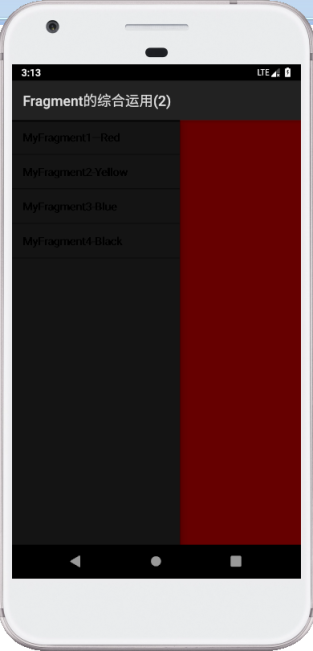 3:13
LTE
Fragment的综合运用(2)
MyFragment1--Red
MyFragment2-Yellow
MyFragment3-Blue
MyFragment4-Black